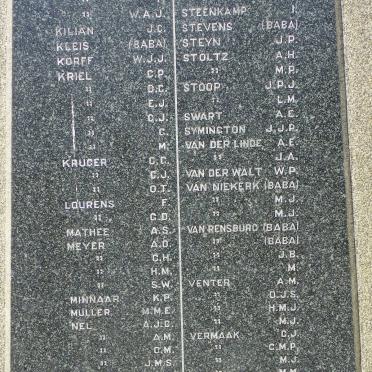 " W.A.J.
KILIAN J.C.
KLEIS (BABA)
KORFF W.J.J.
KRIEL C.P.
" D.C.
" E.J.
" C.J.
" C.
" M.
KRUGER C.C.
" C.J.
" O.T.
LOURENS F.
" G.D.
MATHEE A.S.
MEYER A.D.
" C.H.
" H.M.
" S.W.
MINNAAR K.P.
MULLER M.M.E.
NEL A.J.C.
" A.M.
" C.M.
" J.M.S.
STEENKAMP I.
STEVENS (BABA)
STEYN J.P.
STOLTZ A.H.
" M.P.
STOOP J.P.J.
" L.M.
SWART A.E.
SYMINGTON J.J.P.
VAN DER LINDE A.E.
" J.A.
VAN DER WALT W.P.
VAN NIEKERK (BABA)
" M.J.
" M.J.
VAN RENSBURG (BABA)
" (BABA)
" J.B.
" M.
VENTER A.M.
" D.J.S.
" H.M.J.
" M.J.
VERMAAK C.J.
" C.M.P.
" M.J.